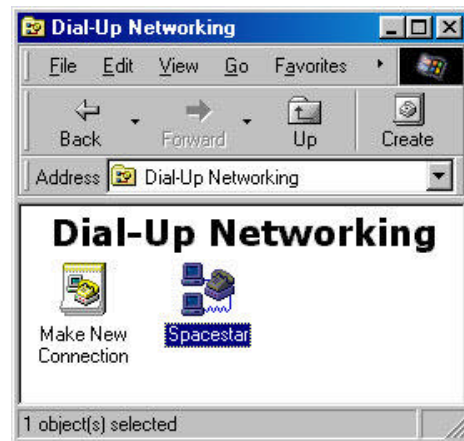 Dial-Up Networking
File Edit View Go Favorites
Back Forward Up Create
Address Dial-Up Networking
Dial-Up Networking
Make New Spacestar
Connection
1 object(s) selected